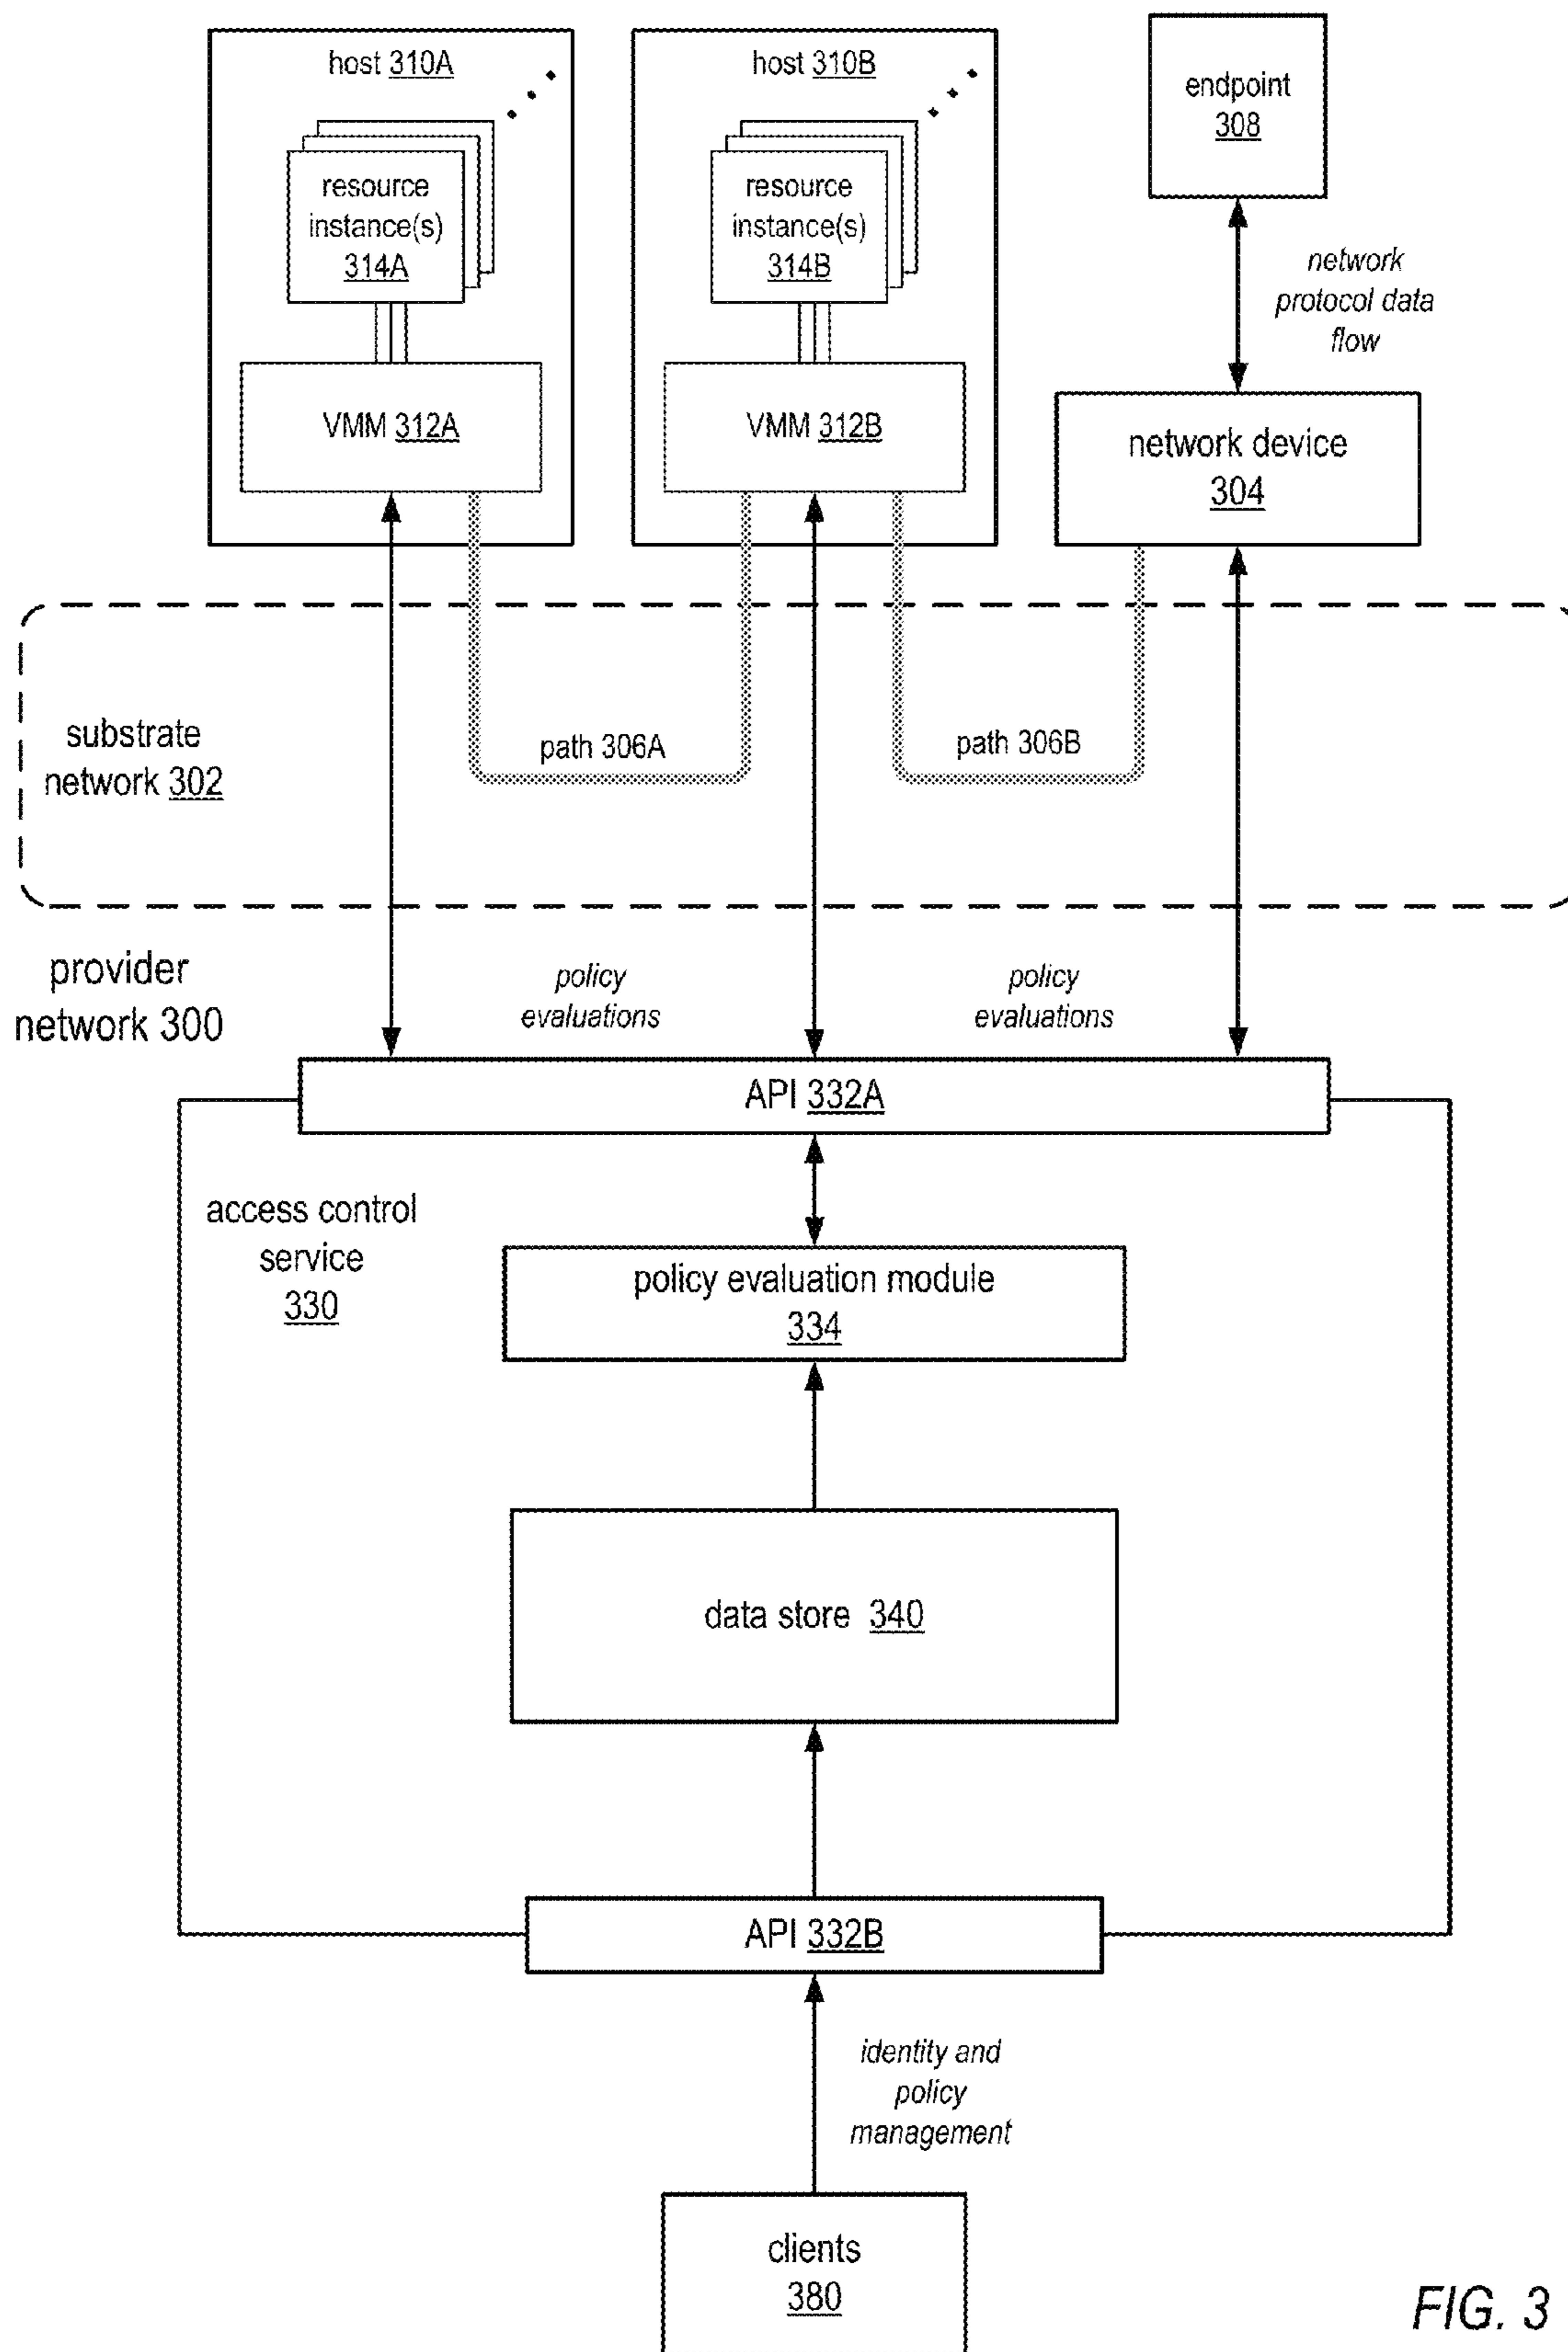 host 310A
resource
instance(s)
314A
VMM 312A
host 310B
resource
instance(s)
314B
VMM 312B
endpoint
308
network
protocol data
flow
network device
304
substrate
network 302
path 306A
path 306B
provider
network 300
policy
evaluations
policy
evaluations
API 332A
access control
service
330
policy evaluation module
334
data store 340
API 332B
identity and
policy
management
clients
380
FIG. 3